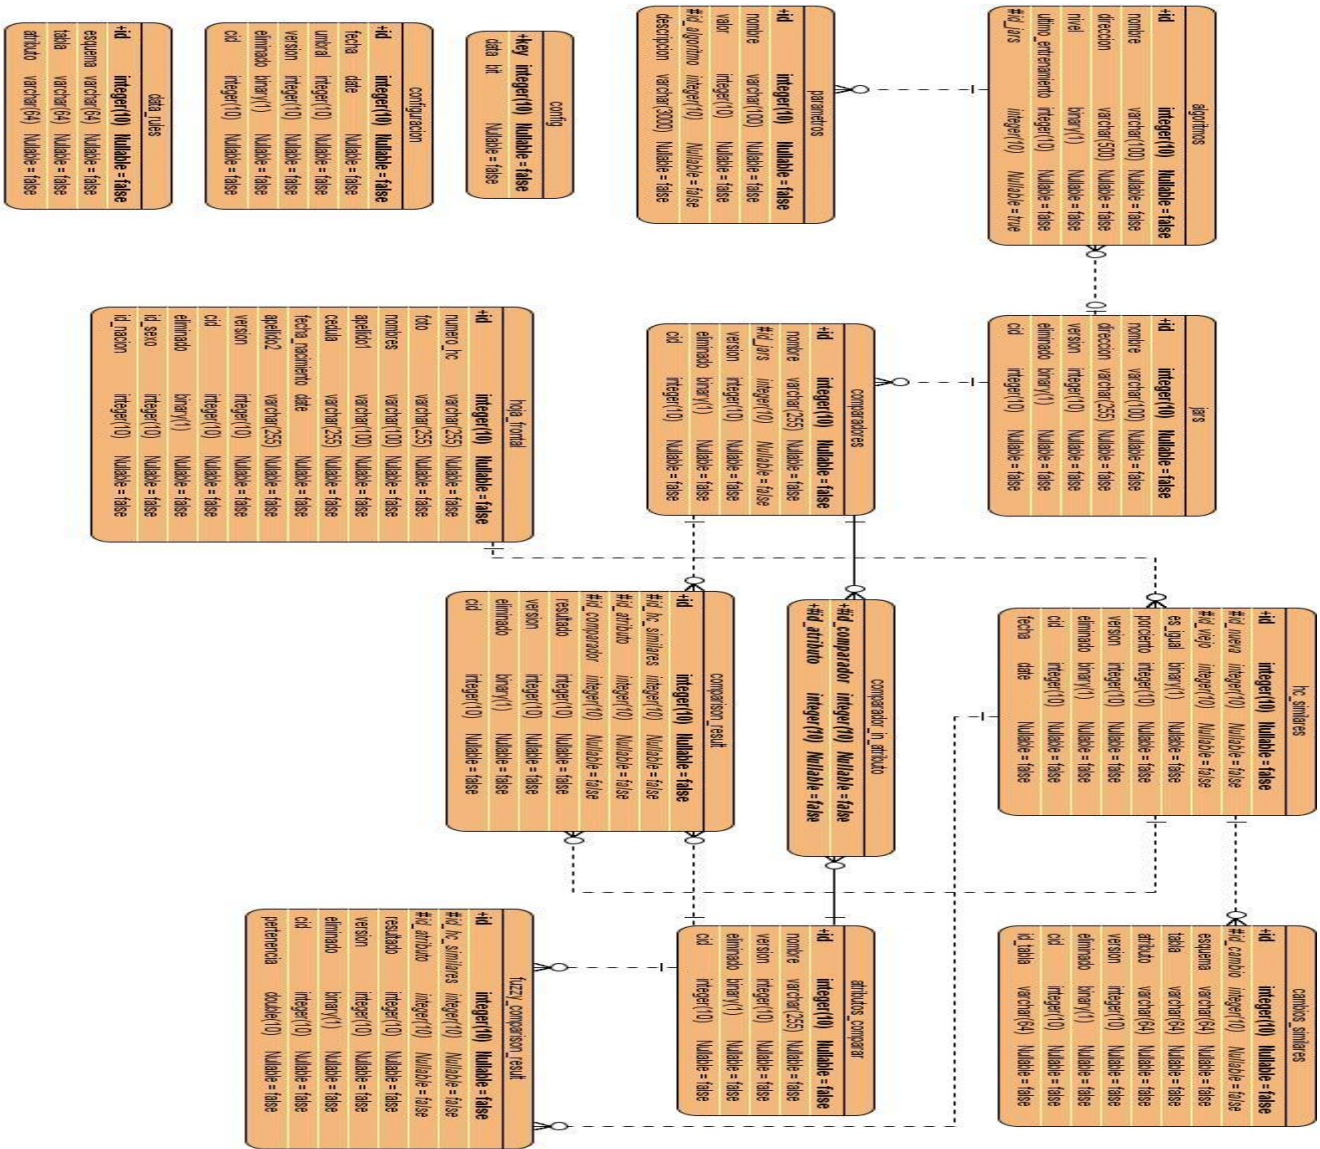 algoritmos
+id integer(10) Nullable = false
nombre varchar(100) Nullable = false
direccion varchar(500) Nullable = false
nivel binary(1) Nullable = false
ultimo_entrenamiento integer(10) Nullable = false
#id_jars integer(10) Nullable = true
jars
+id integer(10) Nullable = false
nombre varchar(100) Nullable = false
direccion varchar(255) Nullable = false
version integer(10) Nullable = false
eliminado binary(1) Nullable = false
cid integer(10) Nullable = false
hc_similares
+id integer(10) Nullable = false
#id_nueva integer(10) Nullable = false
#id_viejo integer(10) Nullable = false
es_igual binary(1) Nullable = false
porciento integer(10) Nullable = false
version integer(10) Nullable = false
eliminado binary(1) Nullable = false
cid integer(10) Nullable = false
fecha date Nullable = false
cambios_similares
+id integer(10) Nullable = false
#id_cambio integer(10) Nullable = false
esquema varchar(64) Nullable = false
tabla varchar(64) Nullable = false
atributo varchar(64) Nullable = false
version integer(10) Nullable = false
eliminado binary(1) Nullable = false
cid integer(10) Nullable = false
id_tabla varchar(64) Nullable = false
parametros
+id integer(10) Nullable = false
nombre varchar(100) Nullable = false
valor integer(10) Nullable = false
#id_algoritmo integer(10) Nullable = false
descripcion varchar(3000) Nullable = false
comparadores
+id integer(10) Nullable = false
nombre varchar(255) Nullable = false
#id_jars integer(10) Nullable = false
version integer(10) Nullable = false
eliminado binary(1) Nullable = false
cid integer(10) Nullable = false
comparador_in_atributo
+#id_comparador integer(10) Nullable = false
+#id_atributo integer(10) Nullable = false
atributos_comparar
+id integer(10) Nullable = false
nombre varchar(255) Nullable = false
version integer(10) Nullable = false
eliminado binary(1) Nullable = false
cid integer(10) Nullable = false
config
+key integer(10) Nullable = false
data bit Nullable = false
comparison_result
+id integer(10) Nullable = false
#id_hc_similares integer(10) Nullable = false
#id_atributo integer(10) Nullable = false
#id_comparador integer(10) Nullable = false
resultado integer(10) Nullable = false
version integer(10) Nullable = false
eliminado binary(1) Nullable = false
cid integer(10) Nullable = false
configuracion
+id integer(10) Nullable = false
fecha date Nullable = false
umbral integer(10) Nullable = false
version integer(10) Nullable = false
eliminado binary(1) Nullable = false
cid integer(10) Nullable = false
hoja_frontal
+id integer(10) Nullable = false
numero_hc varchar(255) Nullable = false
foto varchar(255) Nullable = false
nombres varchar(100) Nullable = false
apellido1 varchar(100) Nullable = false
cedula varchar(255) Nullable = false
fecha_nacimiento date Nullable = false
apellido2 varchar(255) Nullable = false
version integer(10) Nullable = false
cid integer(10) Nullable = false
eliminado binary(1) Nullable = false
id_sexo integer(10) Nullable = false
id_nacion integer(10) Nullable = false
fuzzy_comparison_result
+id integer(10) Nullable = false
#id_hc_similares integer(10) Nullable = false
#id_atributo integer(10) Nullable = false
resultado integer(10) Nullable = false
version integer(10) Nullable = false
eliminado binary(1) Nullable = false
cid integer(10) Nullable = false
pertenencia double(10) Nullable = false
data_rules
+id integer(10) Nullable = false
esquema varchar(64) Nullable = false
tabla varchar(64) Nullable = false
atributo varchar(64) Nullable = false